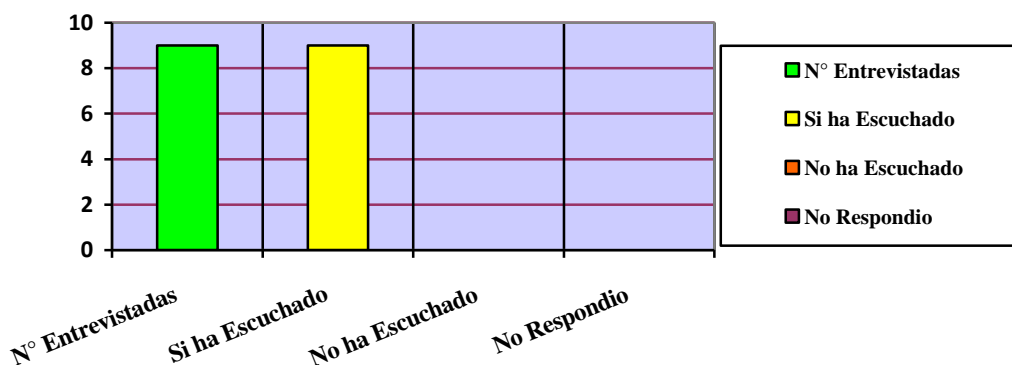 10
8
6
4
2
0
N° Entrevistadas
Si ha Escuchado
No ha Escuchado
No Respondio
N° Entrevistadas
Si ha Escuchado
No ha Escuchado
No Respondio